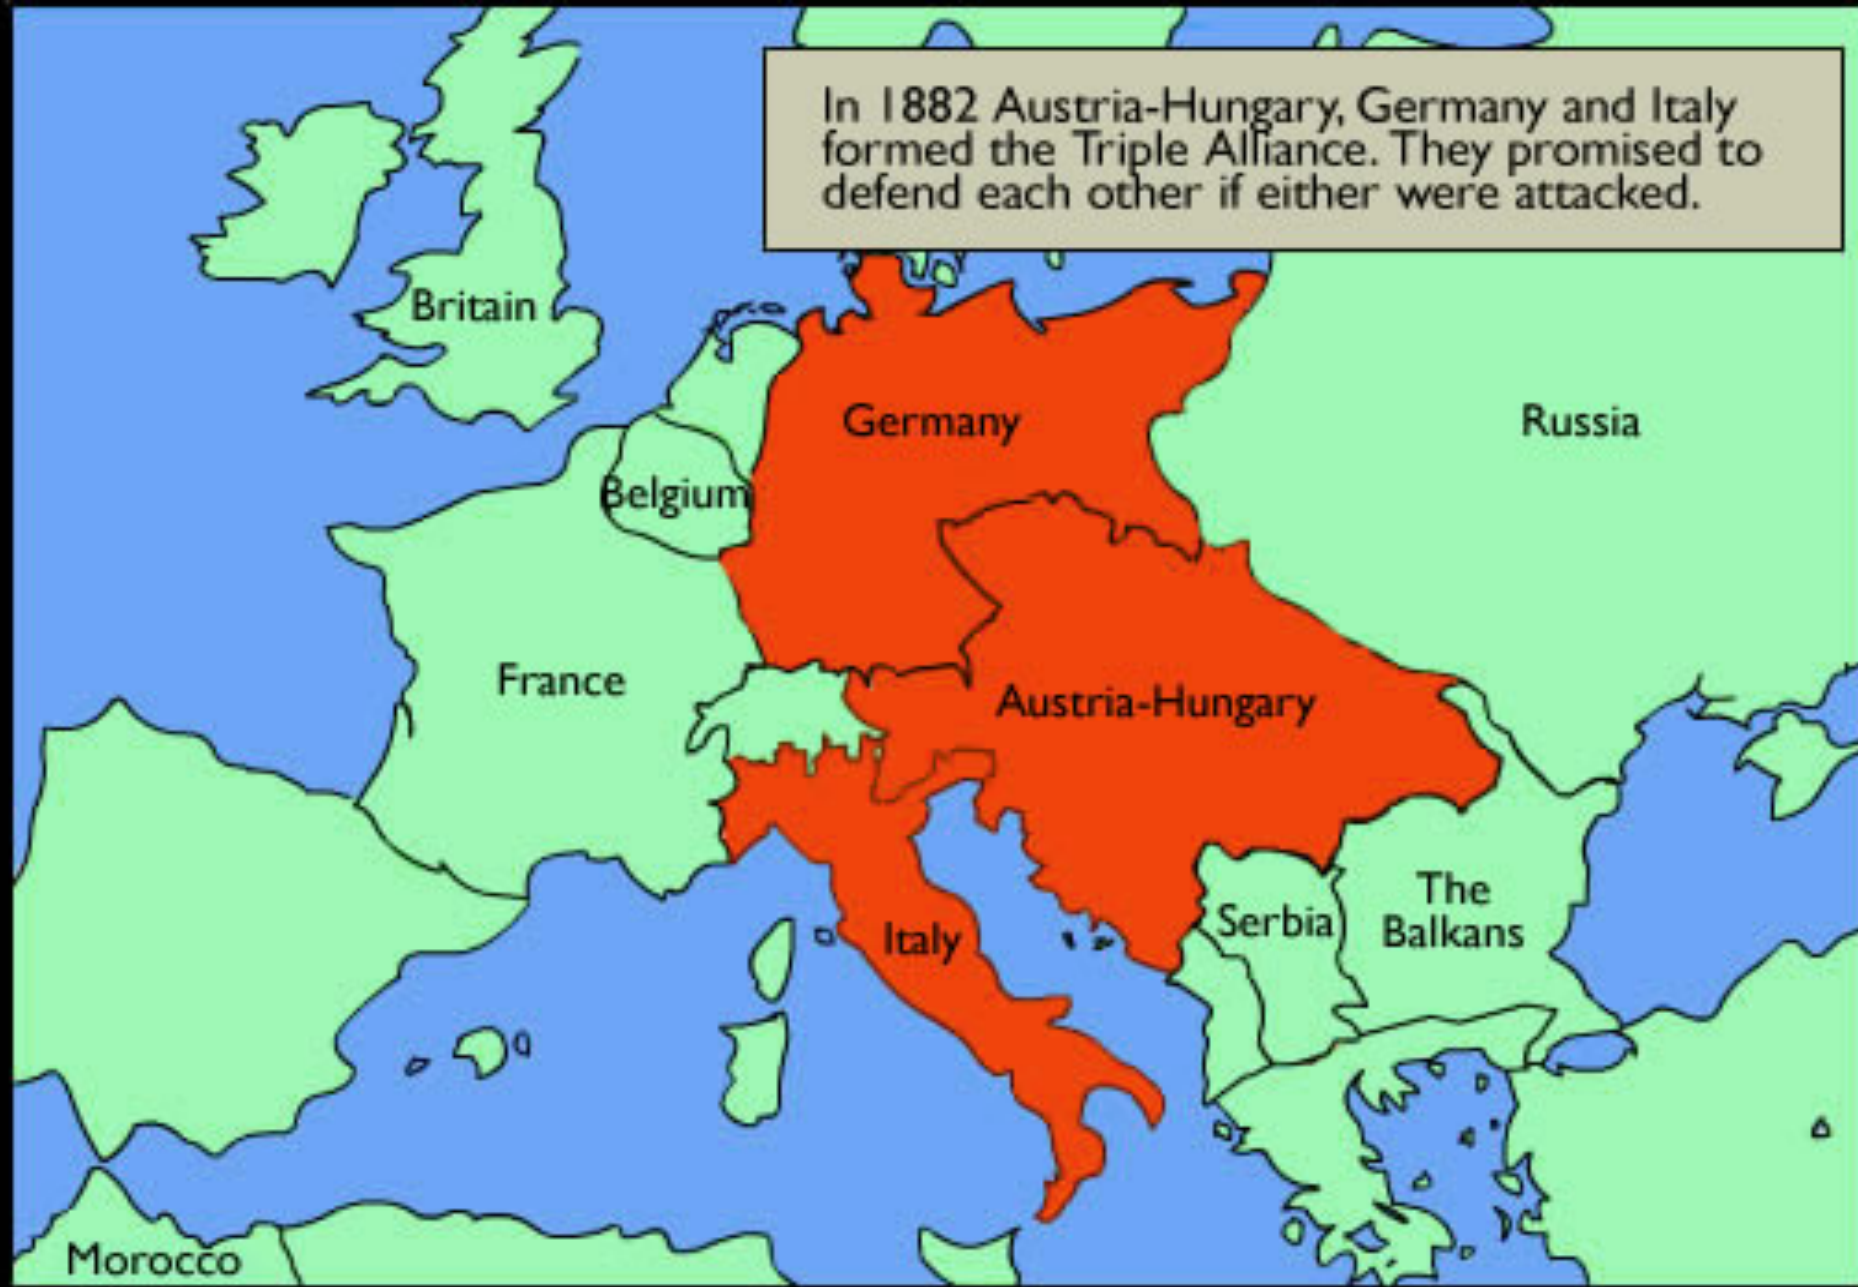 In 1882 Austria-Hungary, Germany and Italy
formed the Triple Alliance. They promised to
defend each other if either were attacked.
Britain
Germany
Russia
Belgium
France
Austria-Hungary
The
Balkans
Serbia
Italy
Morocco